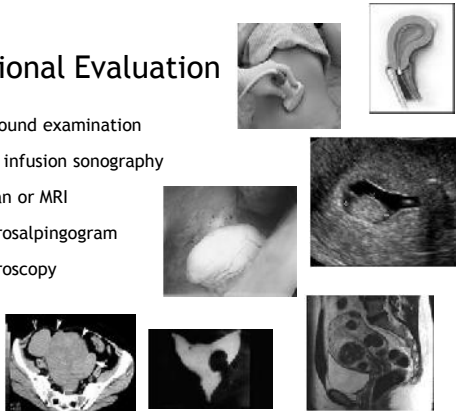 ional Evaluation
ound examination
infusion sonography
an or MRI
rosalpingogram
roscopy